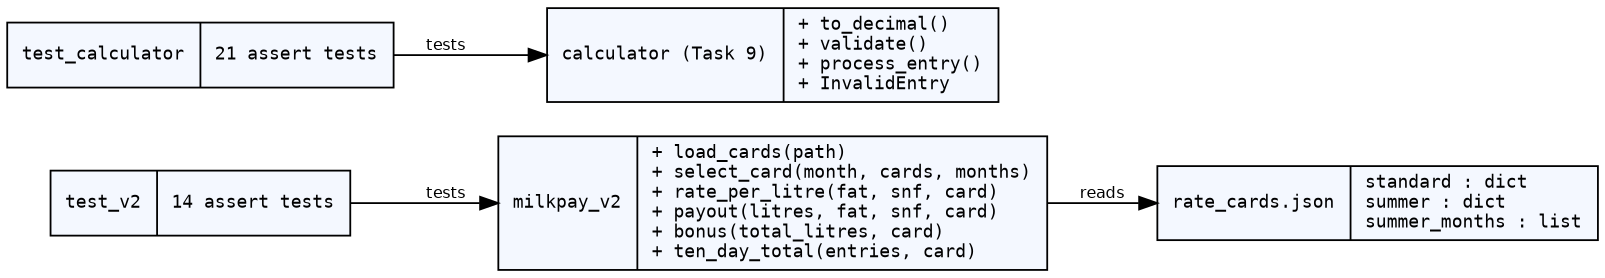 test_calculator
21 assert tests
tests
calculator (Task 9)
+ to_decimal()
+ validate()
+ process_entry()
+ InvalidEntry
test_v2
14 assert tests
tests
milkpay_v2
+ load_cards(path)
+ select_card(month, cards, months)
+ rate_per_litre(fat, snf, card)
+ payout(litres, fat, snf, card)
+ bonus(total_litres, card)
+ ten_day_total(entries, card)
reads
rate_cards.json
standard : dict
summer : dict
summer_months : list